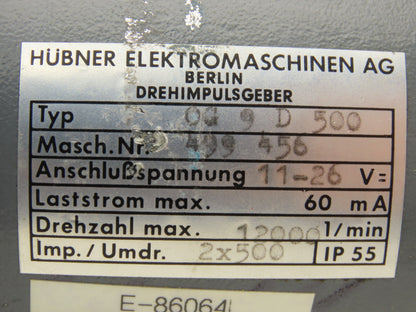 HÜBNER ELEKTROMASCHINEN AG
BERLIN
DREHIMPULSGEBER
Typ OG 9 D 500
Masch.Nr. 499 456
Anschlußspannung 11-26 V=
Laststrom max. 60 mA
Drehzahl max. 12000 1/min
Imp./Umdr. 2x500 IP 55
E-86064